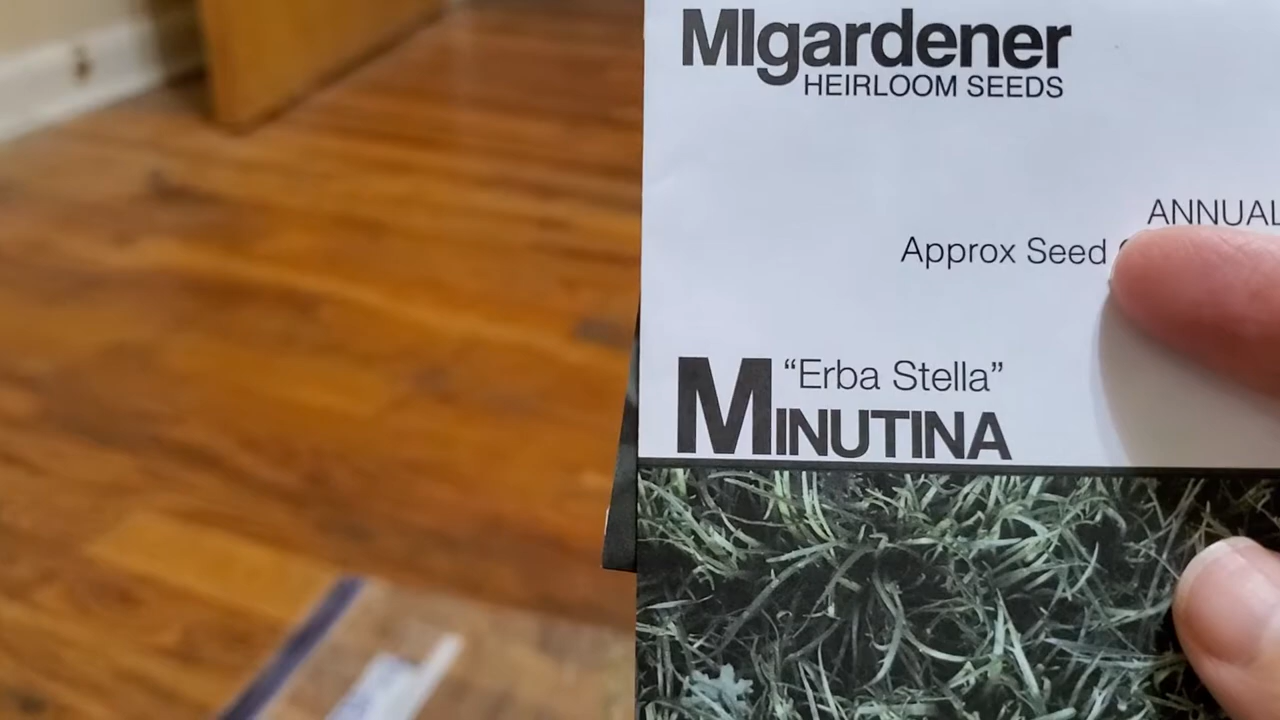 MIgardener
HEIRLOOM SEEDS
ANNUAL
Approx Seed
"Erba Stella"
MINUTINA